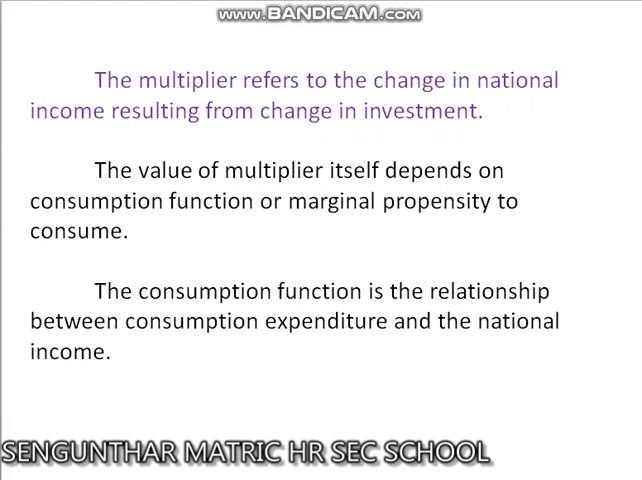 www.BANDICAM.com
The multiplier refers to the change in national
income resulting from change in investment.
The value of multiplier itself depends on
consumption function or marginal propensity to
consume.
The consumption function is the relationship
between consumption expenditure and the national
income.
SENGUNTHAR MATRIC HR SEC SCHOOL